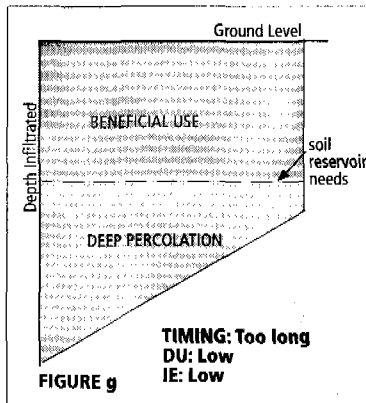 Ground Level
Depth Infiltrated
BENEFICIAL USE
soil
reservoir
needs
DEEP PERCOLATION
TIMING: Too long
DU: Low
IE: Low
FIGURE g